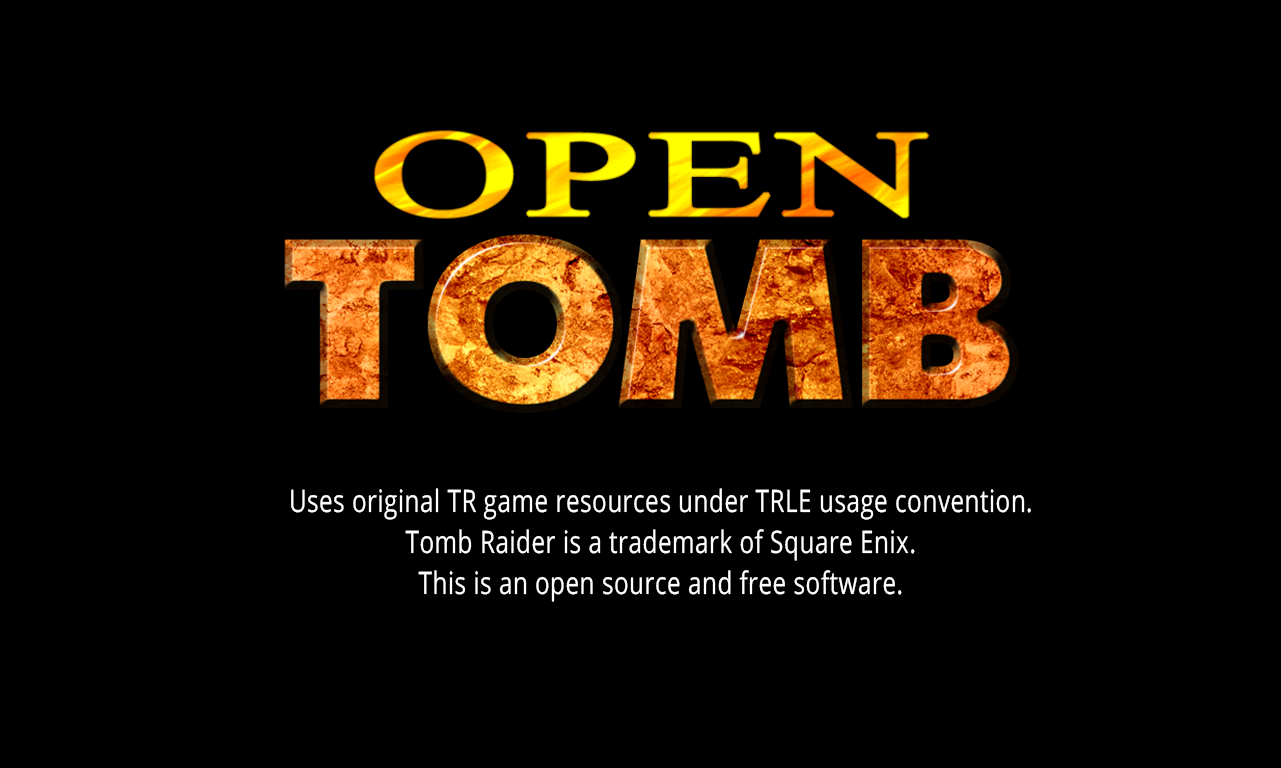 OPEN
TOMB
Uses original TR game resources under TRLE usage convention.
Tomb Raider is a trademark of Square Enix.
This is an open source and free software.